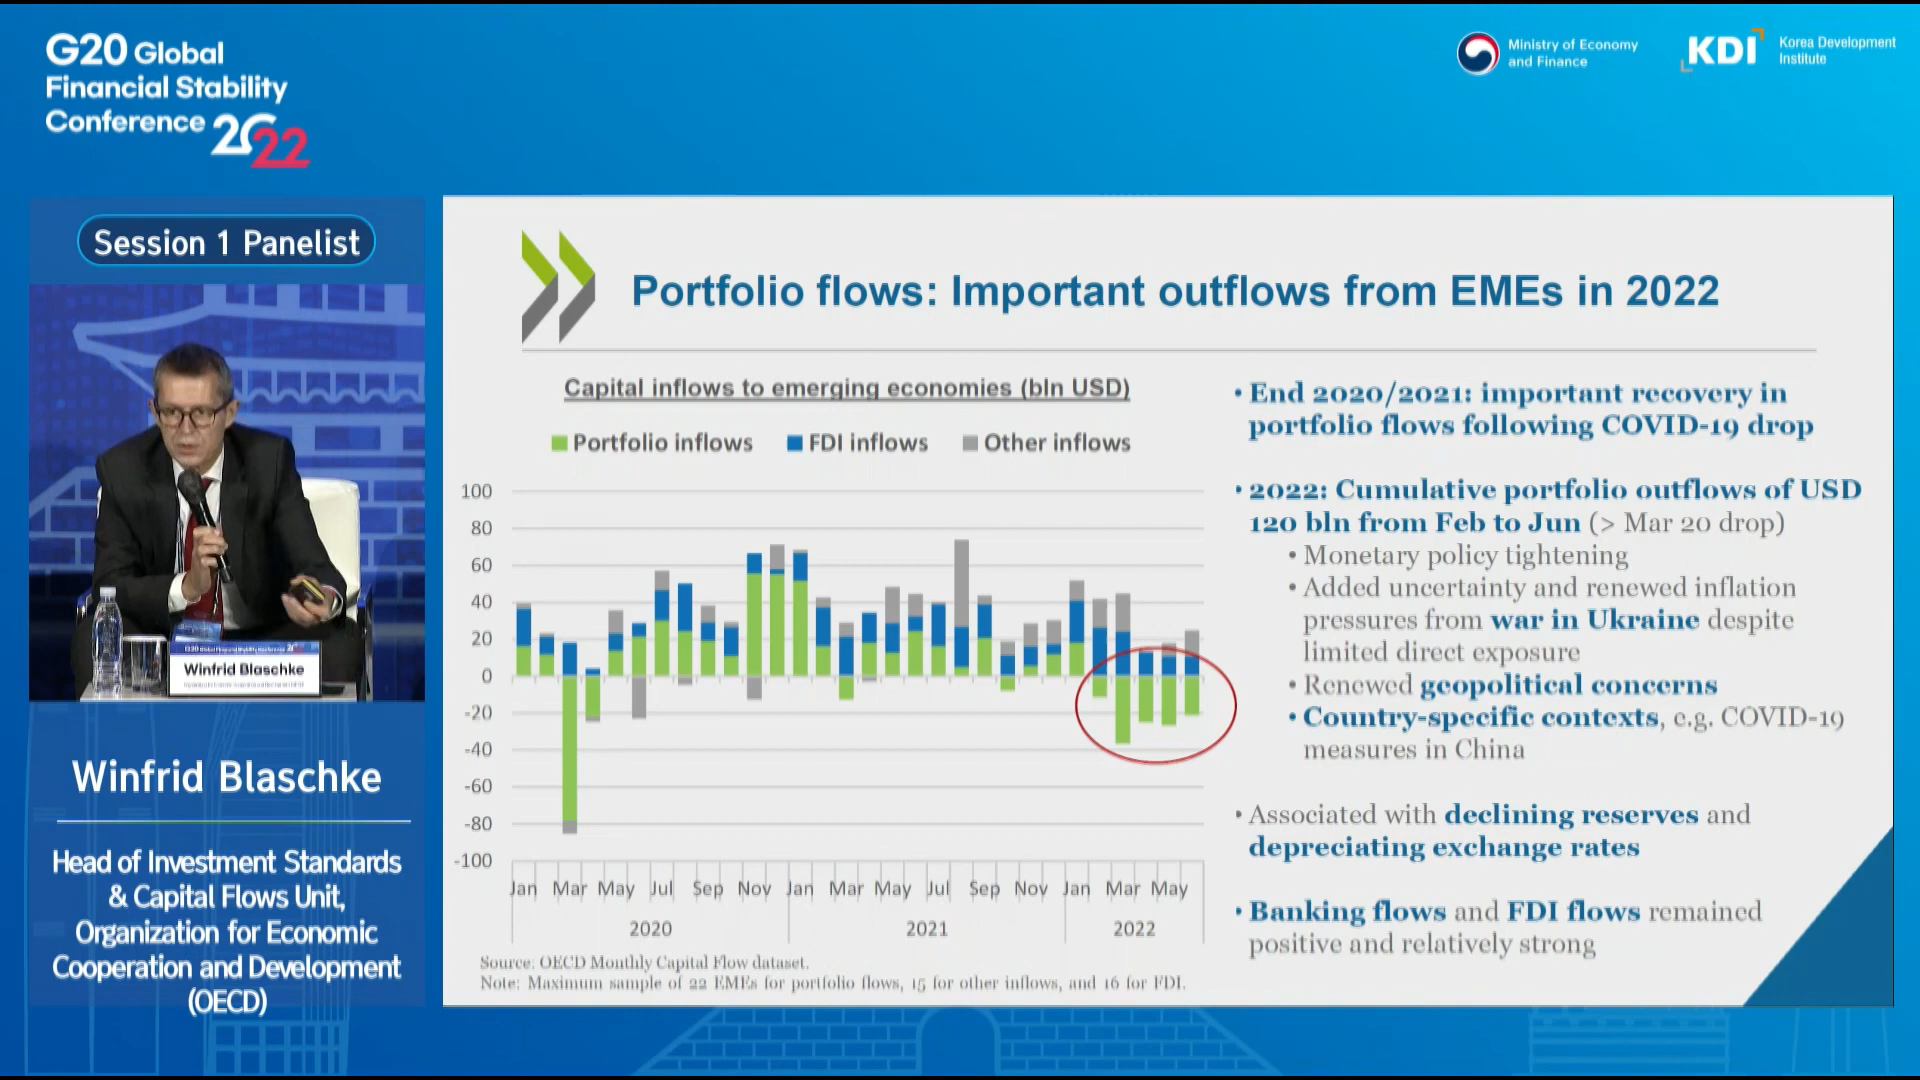 G20 Global
Financial Stability
Conference 2022
Ministry of Economy
and Finance
KDI
Korea Development
Institute
Session 1 Panelist
Winfrid Blaschke
Winfrid Blaschke
Head of Investment Standards
& Capital Flows Unit,
Organization for Economic
Cooperation and Development
(OECD)
Portfolio flows: Important outflows from EMEs in 2022
Capital inflows to emerging economies (bln USD)
Portfolio inflows FDI inflows Other inflows
100
80
60
40
20
0
-20
-40
-60
-80
-100
Jan Mar May Jul Sep Nov Jan Mar May Jul Sep Nov Jan Mar May
2020 2021 2022
Source: OECD Monthly Capital Flow dataset.
Note: Maximum sample of 22 EMEs for portfolio flows, 15 for other inflows, and 16 for FDI.
• End 2020/2021: important recovery in
portfolio flows following COVID-19 drop
• 2022: Cumulative portfolio outflows of USD
120 bln from Feb to Jun (> Mar 20 drop)
• Monetary policy tightening
• Added uncertainty and renewed inflation
pressures from war in Ukraine despite
limited direct exposure
• Renewed geopolitical concerns
• Country-specific contexts, e.g. COVID-19
measures in China
• Associated with declining reserves and
depreciating exchange rates
• Banking flows and FDI flows remained
positive and relatively strong